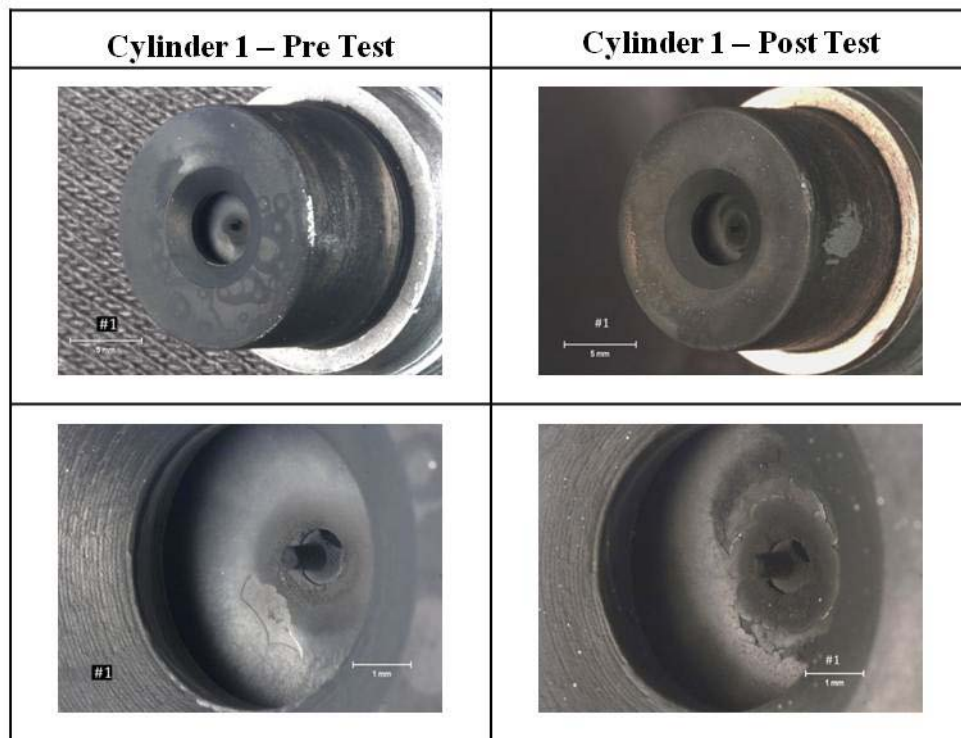 Cylinder 1 – Pre Test
Cylinder 1 – Post Test
#1
5 mm
#1
5 mm
#1
1 mm
#1
1 mm